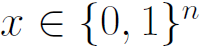 x ∈ {0, 1}ⁿ